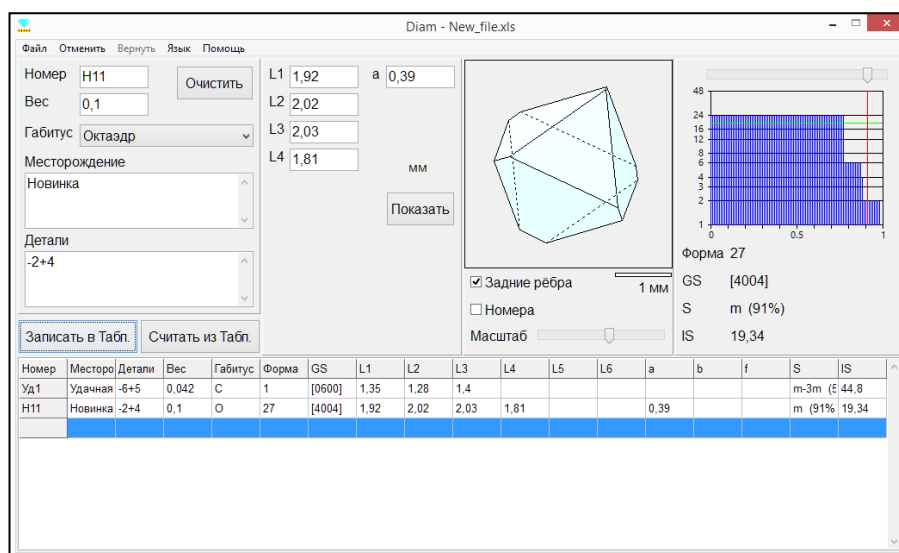 Diam - New_file.xls
Файл Отменить Вернуть Язык Помощь
Номер H11
Очистить
Вес 0,1
Габитус Октаэдр
Месторождение
Новинка
Детали
-2+4
Записать в Табл. Считать из Табл.
L1 1,92 a 0,39
L2 2,02
L3 2,03
L4 1,81
мм
Показать
Задние рёбра
1 мм
Номера
Масштаб
48
24
16
12
8
6
4
3
2
1
0 0.5 1
Форма 27
GS [4004]
S m (91%)
IS 19,34
Номер Месторо Детали Вес Габитус Форма GS L1 L2 L3 L4 L5 L6 a b f S IS
Уд1 Удачная -6+5 0,042 C 1 [0600] 1,35 1,28 1,4 m-3m (5 44,8
H11 Новинка -2+4 0,1 O 27 [4004] 1,92 2,02 2,03 1,81 0,39 m (91% 19,34